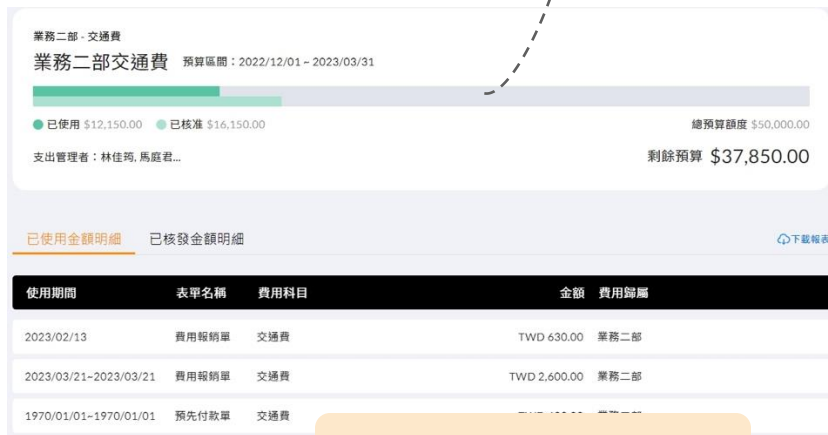 業務二部 - 交通費
業務二部交通費 預算區間：2022/12/01 ~ 2023/03/31
已使用 $12,150.00 已核准 $16,150.00 總預算額度 $50,000.00
支出管理者：林佳筠, 馬庭君... 剩餘預算 $37,850.00
已使用金額明細 已核發金額明細 下載報表
使用期間 表單名稱 費用科目 金額 費用歸屬
2023/02/13 費用報銷單 交通費 TWD 630.00 業務二部
2023/03/21~2023/03/21 費用報銷單 交通費 TWD 2,600.00 業務二部
1970/01/01~1970/01/01 預先付款單 交通費